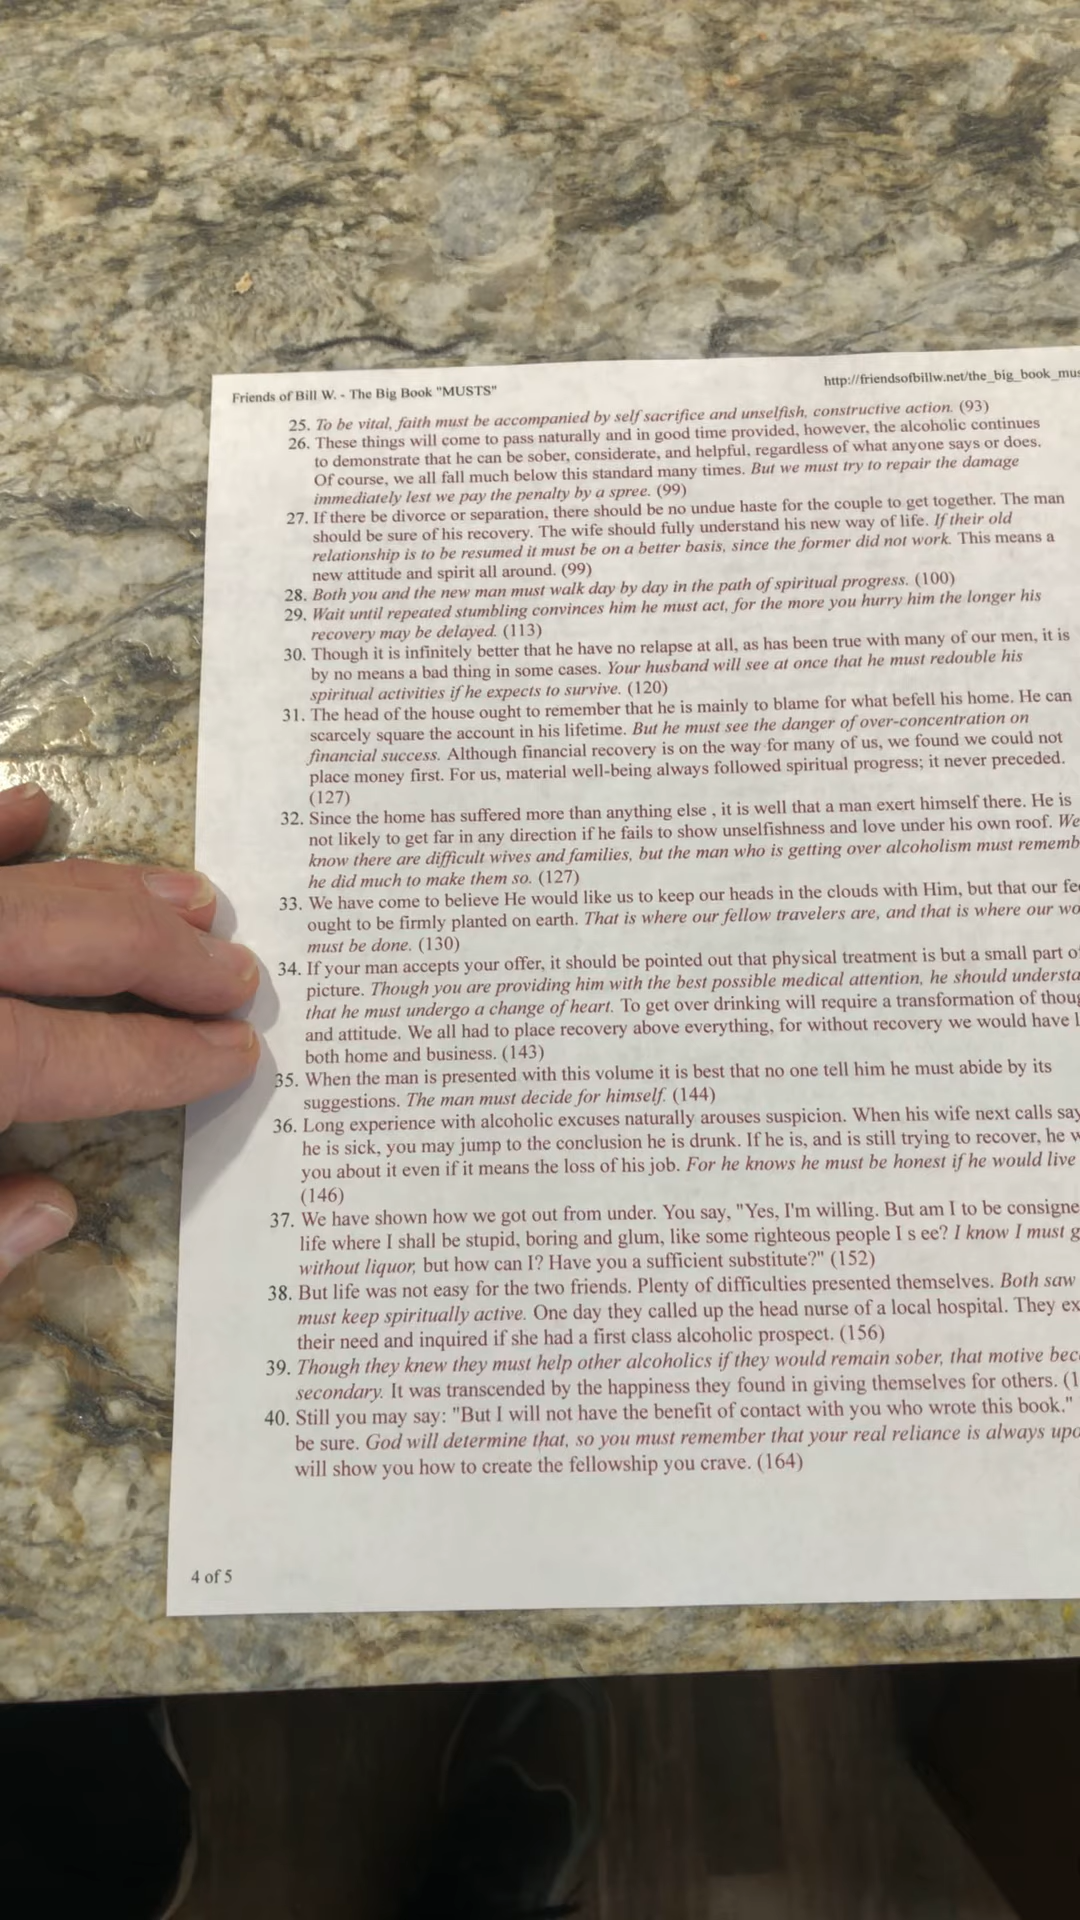 Friends of Bill W. - The Big Book "MUSTS"
http://friendsofbillw.net/the_big_book_mus
25. To be vital, faith must be accompanied by self sacrifice and unselfish, constructive action. (93)
26. These things will come to pass naturally and in good time provided, however, the alcoholic continues
to demonstrate that he can be sober, considerate, and helpful, regardless of what anyone says or does.
Of course, we all fall much below this standard many times. But we must try to repair the damage
immediately lest we pay the penalty by a spree. (99)
27. If there be divorce or separation, there should be no undue haste for the couple to get together. The man
should be sure of his recovery. The wife should fully understand his new way of life. If their old
relationship is to be resumed it must be on a better basis, since the former did not work. This means a
new attitude and spirit all around. (99)
28. Both you and the new man must walk day by day in the path of spiritual progress. (100)
29. Wait until repeated stumbling convinces him he must act, for the more you hurry him the longer his
recovery may be delayed. (113)
30. Though it is infinitely better that he have no relapse at all, as has been true with many of our men, it is
by no means a bad thing in some cases. Your husband will see at once that he must redouble his
spiritual activities if he expects to survive. (120)
31. The head of the house ought to remember that he is mainly to blame for what befell his home. He can
scarcely square the account in his lifetime. But he must see the danger of over-concentration on
financial success. Although financial recovery is on the way for many of us, we found we could not
place money first. For us, material well-being always followed spiritual progress; it never preceded.
(127)
32. Since the home has suffered more than anything else , it is well that a man exert himself there. He is
not likely to get far in any direction if he fails to show unselfishness and love under his own roof. We
know there are difficult wives and families, but the man who is getting over alcoholism must rememb
he did much to make them so. (127)
33. We have come to believe He would like us to keep our heads in the clouds with Him, but that our fe
ought to be firmly planted on earth. That is where our fellow travelers are, and that is where our wo
must be done. (130)
34. If your man accepts your offer, it should be pointed out that physical treatment is but a small part o
picture. Though you are providing him with the best possible medical attention, he should understa
that he must undergo a change of heart. To get over drinking will require a transformation of thoug
and attitude. We all had to place recovery above everything, for without recovery we would have l
both home and business. (143)
35. When the man is presented with this volume it is best that no one tell him he must abide by its
suggestions. The man must decide for himself. (144)
36. Long experience with alcoholic excuses naturally arouses suspicion. When his wife next calls say
he is sick, you may jump to the conclusion he is drunk. If he is, and is still trying to recover, he w
you about it even if it means the loss of his job. For he knows he must be honest if he would live
(146)
37. We have shown how we got out from under. You say, "Yes, I'm willing. But am I to be consigne
life where I shall be stupid, boring and glum, like some righteous people I s ee? I know I must g
without liquor, but how can I? Have you a sufficient substitute?" (152)
38. But life was not easy for the two friends. Plenty of difficulties presented themselves. Both saw
must keep spiritually active. One day they called up the head nurse of a local hospital. They ex
their need and inquired if she had a first class alcoholic prospect. (156)
39. Though they knew they must help other alcoholics if they would remain sober, that motive bec
secondary. It was transcended by the happiness they found in giving themselves for others. (1
40. Still you may say: "But I will not have the benefit of contact with you who wrote this book."
be sure. God will determine that, so you must remember that your real reliance is always upo
will show you how to create the fellowship you crave. (164)
4 of 5